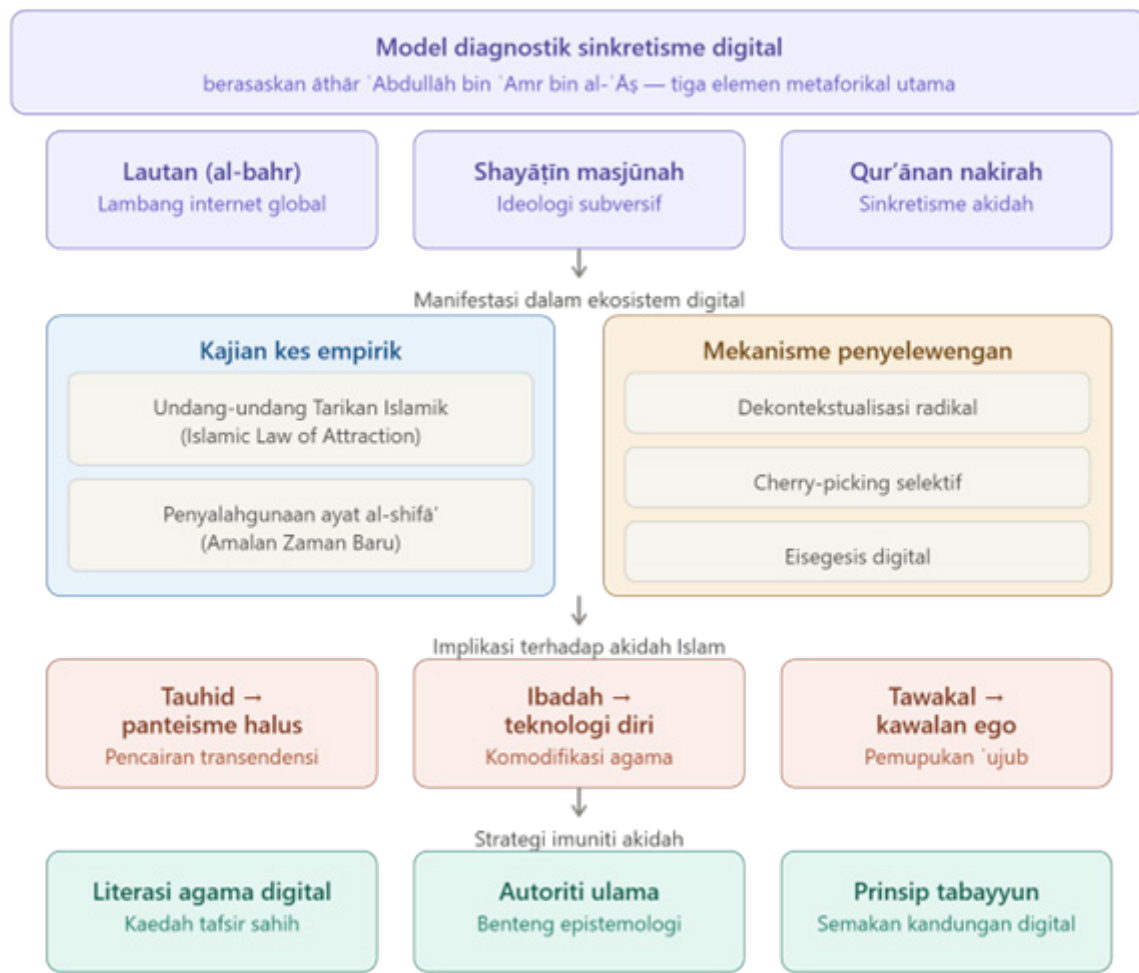 Model diagnostik sinkretisme digital
berasaskan āthār ʿAbdullāh bin ʿAmr bin al-ʿĀṣ — tiga elemen metaforikal utama
Lautan (al-bahr)
Lambang internet global
Shayāṭīn masjūnah
Ideologi subversif
Qur’ānan nakirah
Sinkretisme akidah
Manifestasi dalam ekosistem digital
Kajian kes empirik
Undang-undang Tarikan Islamik
(Islamic Law of Attraction)
Penyalahgunaan ayat al-shifā’
(Amalan Zaman Baru)
Mekanisme penyelewengan
Dekontekstualisasi radikal
Cherry-picking selektif
Eisegesis digital
Implikasi terhadap akidah Islam
Tauhid →
panteisme halus
Pencairan transendensi
Ibadah →
teknologi diri
Komodifikasi agama
Tawakal →
kawalan ego
Pemupukan ʿujub
Strategi imuniti akidah
Literasi agama digital
Kaedah tafsir sahih
Autoriti ulama
Benteng epistemologi
Prinsip tabayyun
Semakan kandungan digital